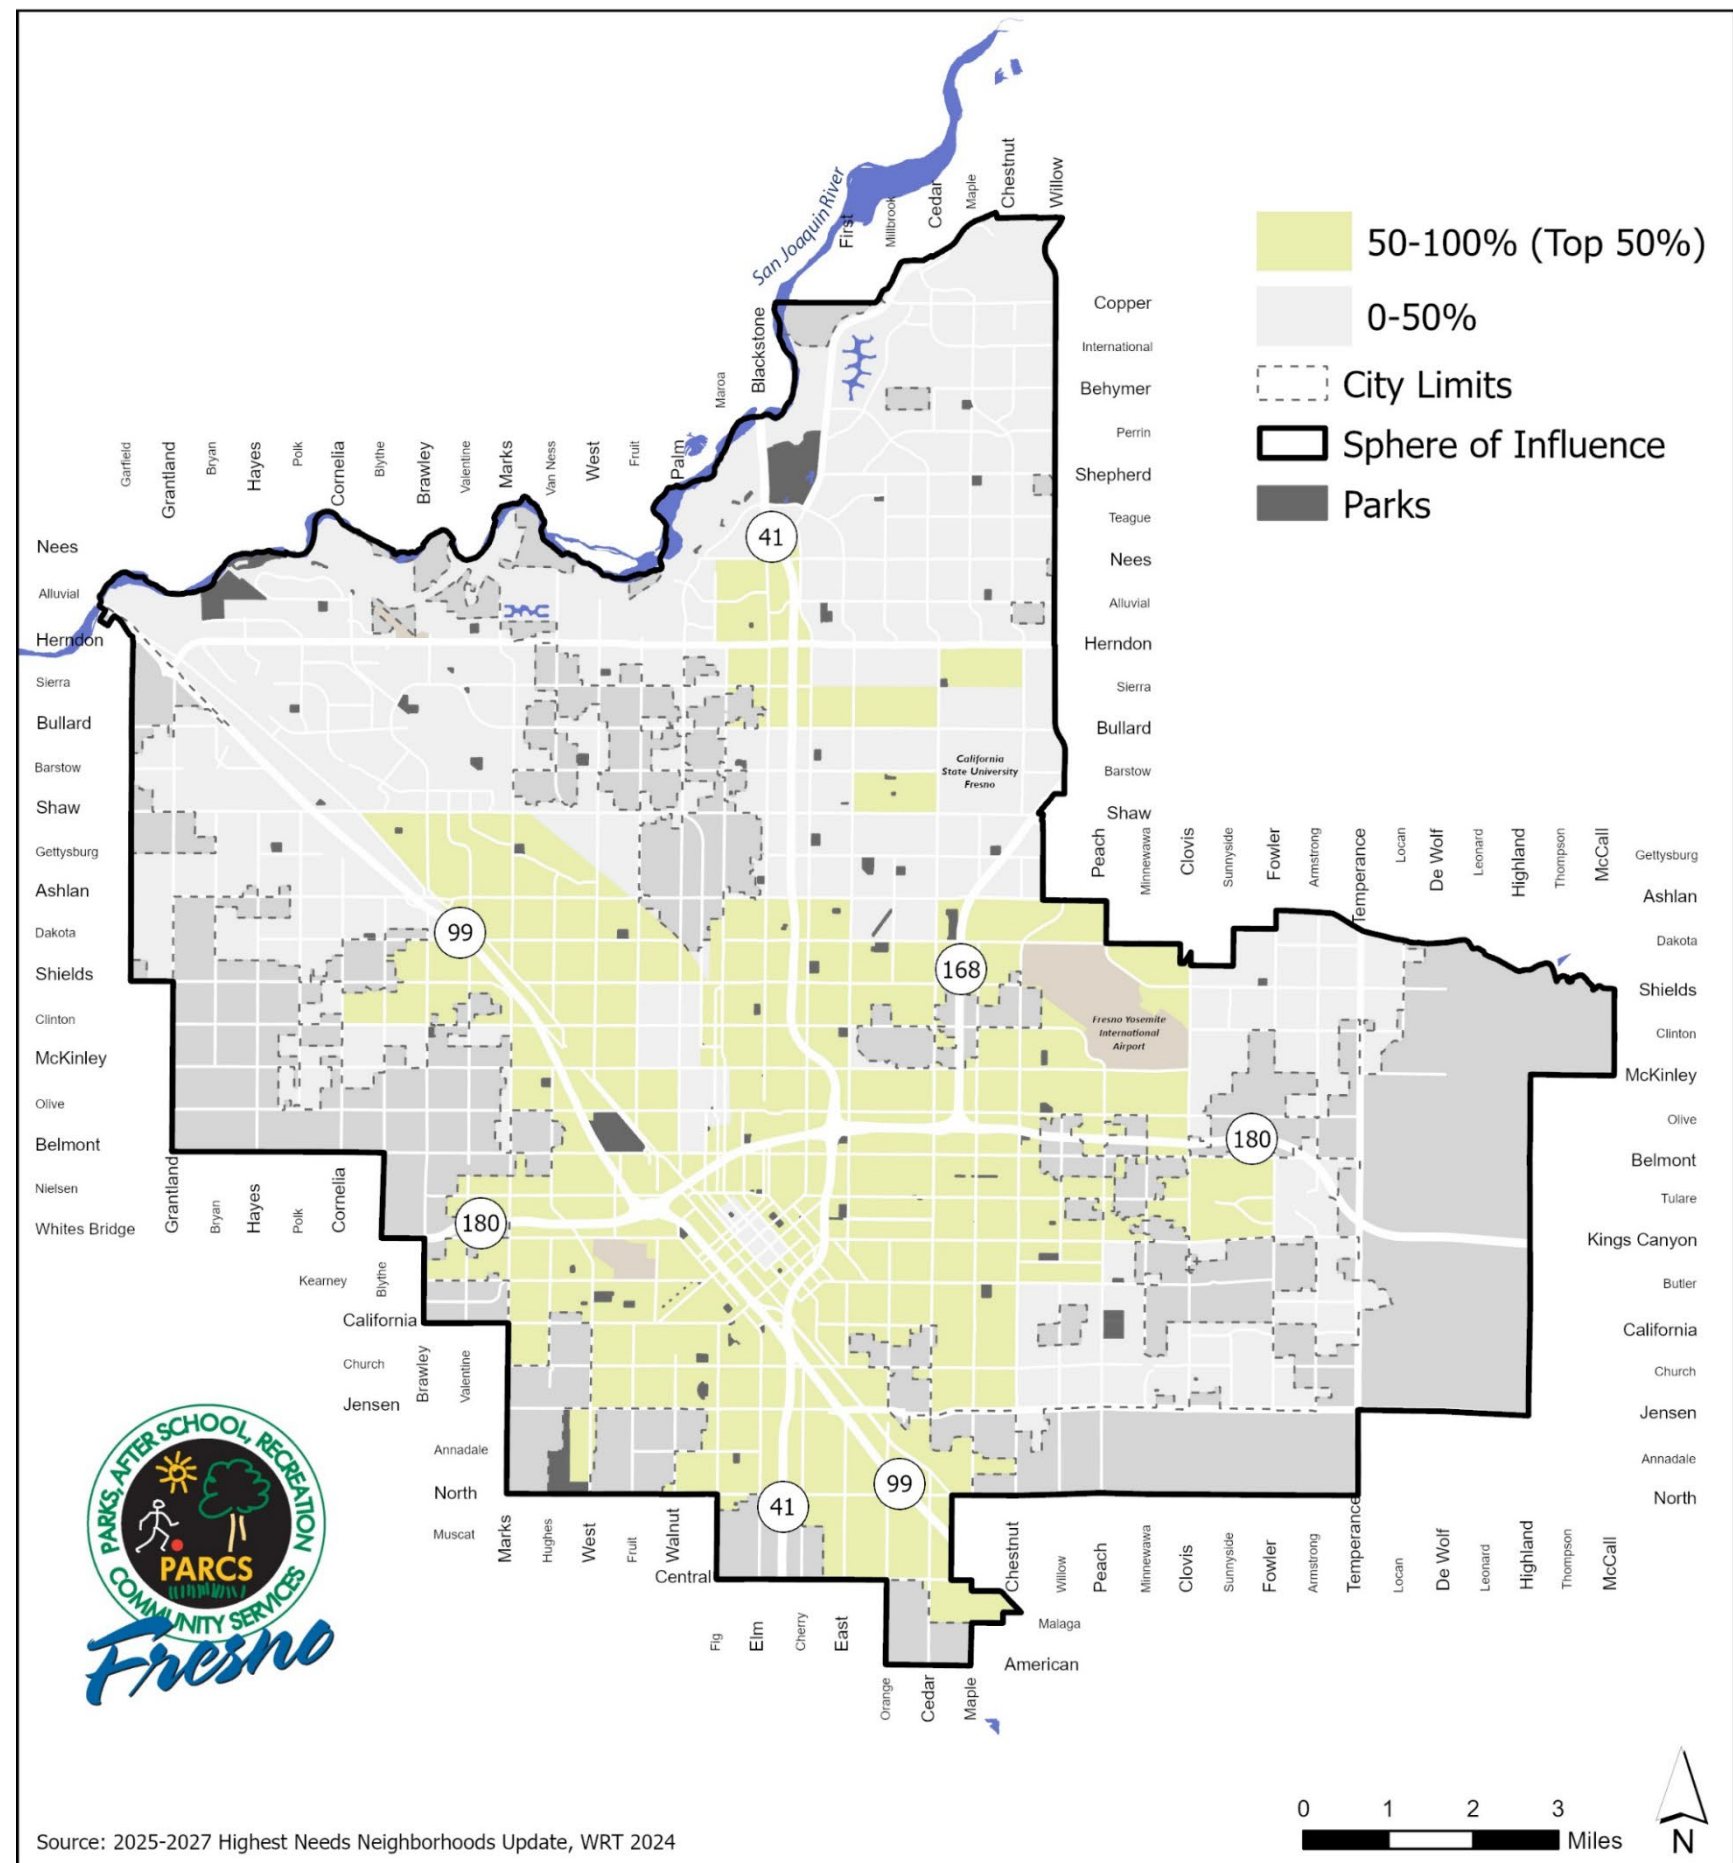 San Joaquin River
First
Millbrook
Cedar
Maple
Chestnut
Willow
50-100% (Top 50%)
0-50%
City Limits
Sphere of Influence
Parks
Copper
International
Behymer
Perrin
Shepherd
Teague
Nees
Alluvial
Herndon
Sierra
Bullard
Barstow
Shaw
Maroa
Blackstone
Garfield
Grantland
Bryan
Hayes
Polk
Cornelia
Blythe
Brawley
Valentine
Marks
Van Ness
West
Fruit
Palm
Nees
Alluvial
Herndon
Sierra
Bullard
Barstow
Shaw
Gettysburg
Ashlan
Dakota
Shields
Clinton
McKinley
Olive
Belmont
Nielsen
Whites Bridge
41
California
State University
Fresno
Peach
Minnewawa
Clovis
Sunnyside
Fowler
Armstrong
Temperance
Locan
De Wolf
Leonard
Highland
Thompson
McCall
Gettysburg
Ashlan
Dakota
Shields
Clinton
McKinley
Olive
Belmont
Tulare
Kings Canyon
Butler
California
Church
Jensen
Annadale
North
99
168
Fresno Yosemite
International
Airport
180
180
Grantland
Bryan
Hayes
Polk
Cornelia
Kearney
Blythe
California
Church
Brawley
Valentine
Jensen
Annadale
North
Muscat
99
41
Marks
Hughes
West
Fruit
Walnut
Central
Chestnut
Willow
Peach
Minnewawa
Clovis
Sunnyside
Fowler
Armstrong
Temperance
Locan
De Wolf
Leonard
Highland
Thompson
McCall
Fig
Elm
Cherry
East
Malaga
American
Orange
Cedar
Maple
PARKS, AFTER SCHOOL, RECREATION
PARCS
COMMUNITY SERVICES
Fresno
0 1 2 3
Miles
N
Source: 2025-2027 Highest Needs Neighborhoods Update, WRT 2024